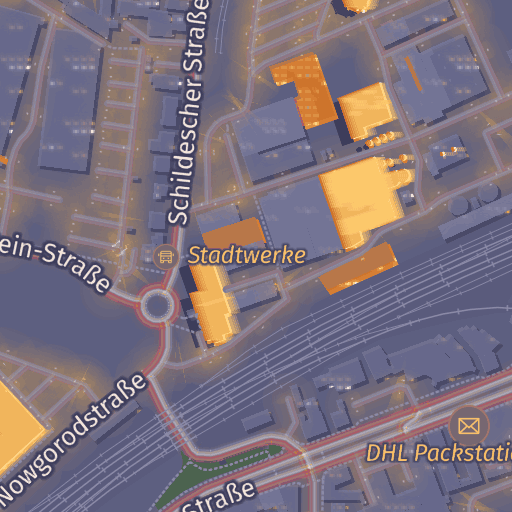 Schildescher Straße
ein-Straße
Stadtwerke
Nowgorodstraße
DHL Packstatio
Straße